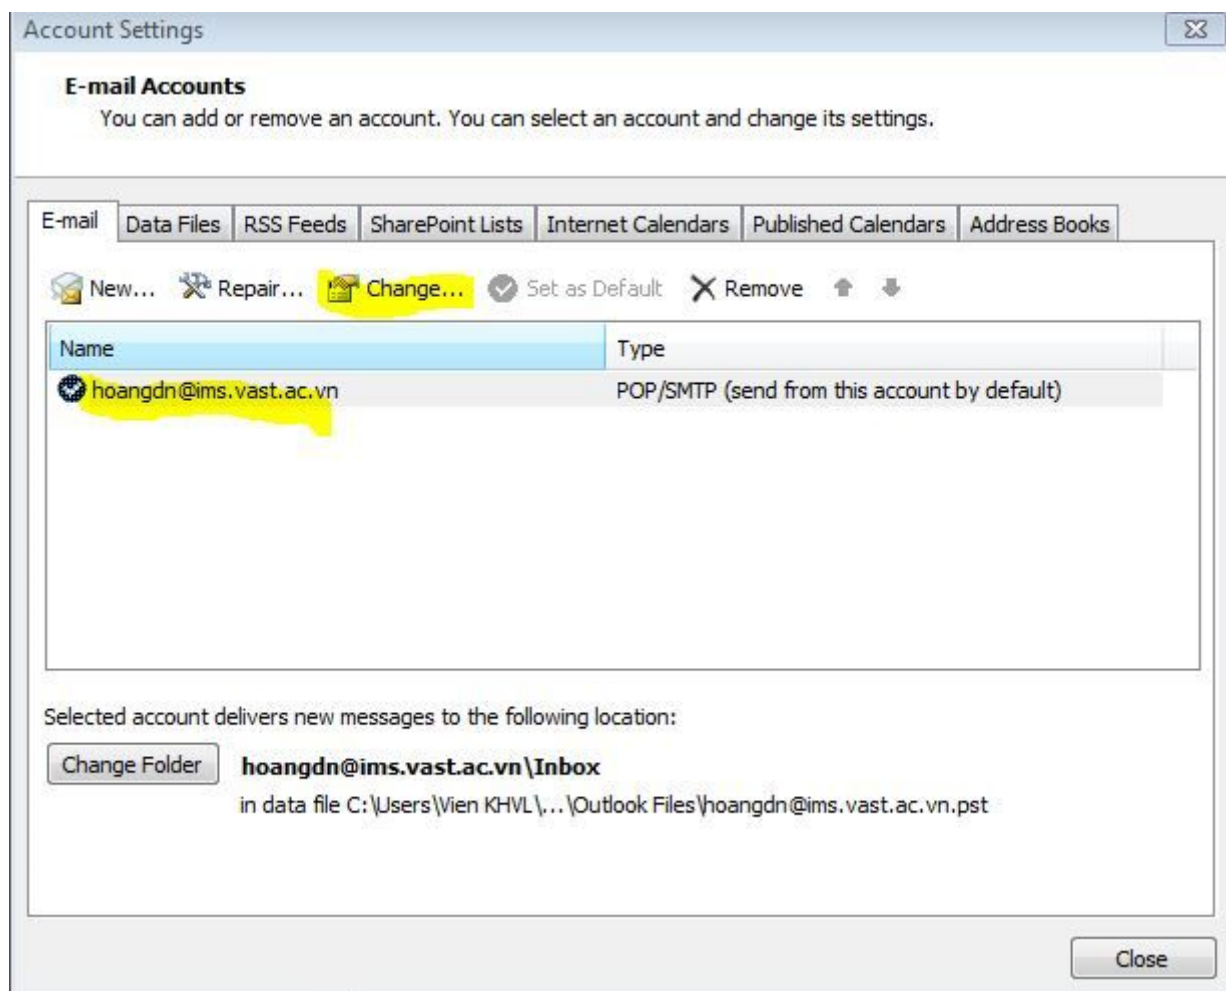 Account Settings
E-mail Accounts
You can add or remove an account. You can select an account and change its settings.
E-mail Data Files RSS Feeds SharePoint Lists Internet Calendars Published Calendars Address Books
New... Repair... Change... Set as Default Remove
Name Type
hoangdn@ims.vast.ac.vn POP/SMTP (send from this account by default)
Selected account delivers new messages to the following location:
Change Folder hoangdn@ims.vast.ac.vn\Inbox
in data file C:\Users\Vien KHVL\...\Outlook Files\hoangdn@ims.vast.ac.vn.pst
Close